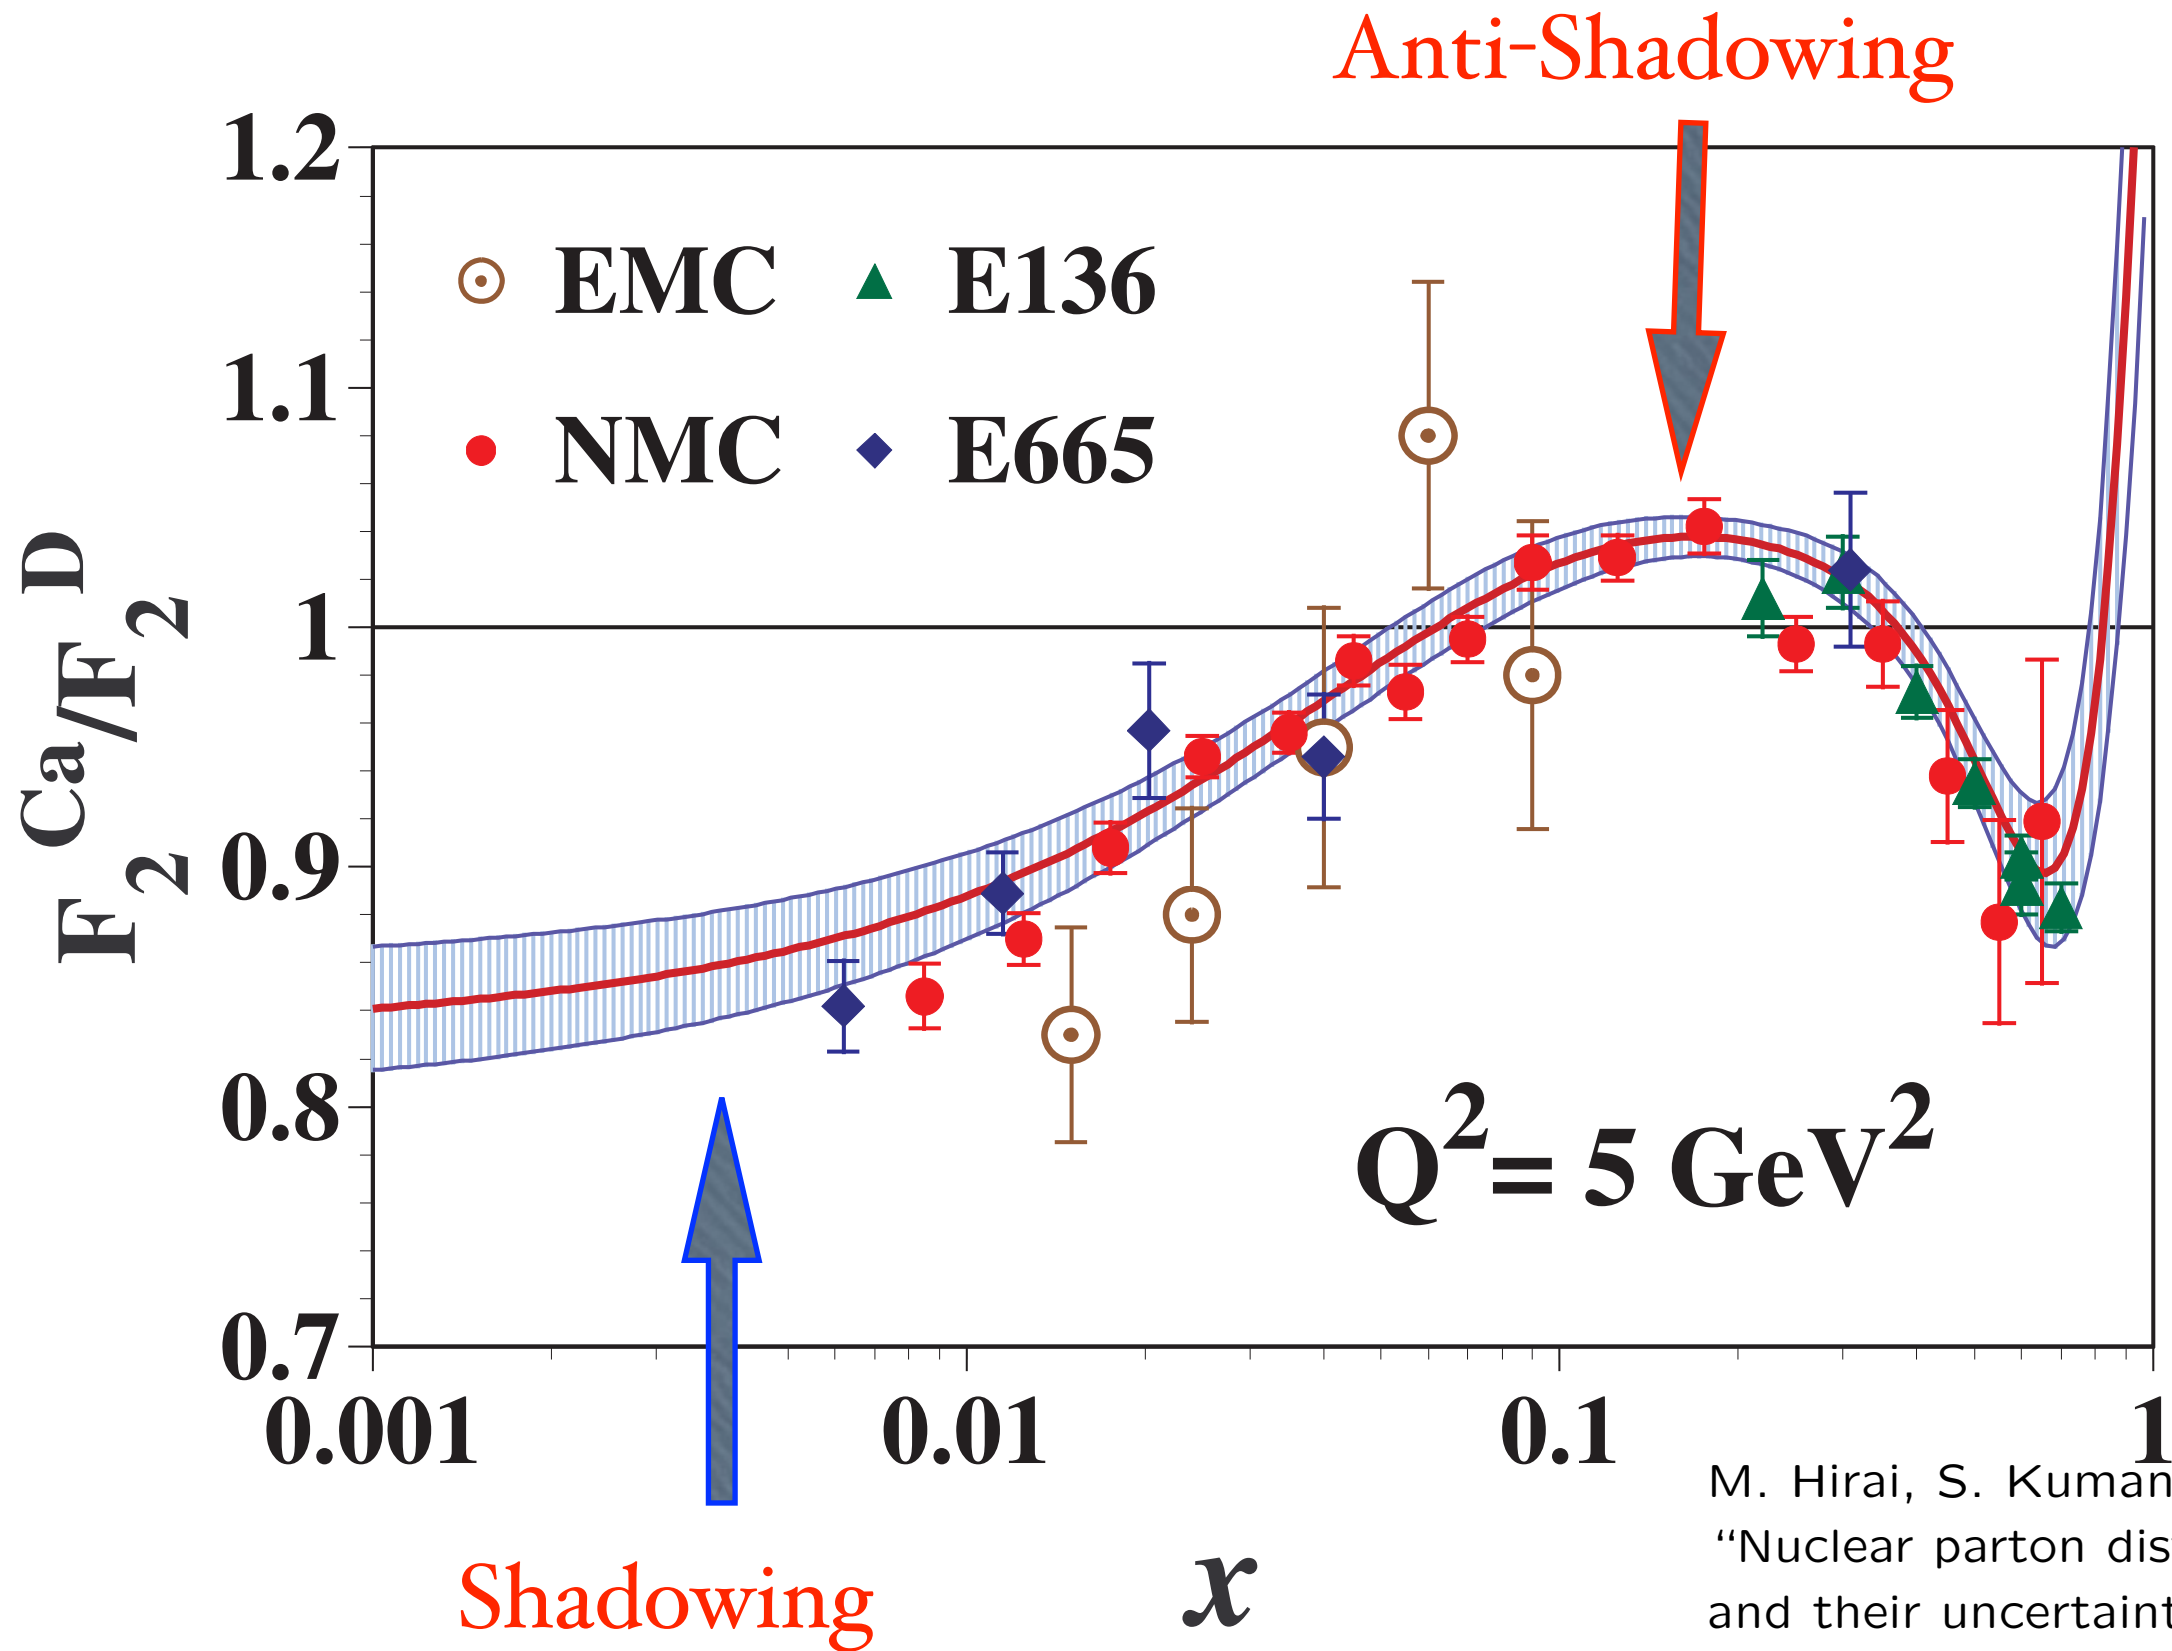 Anti-Shadowing
1.2
1.1
1
0.9
0.8
0.7
EMC
E136
NMC
E665
F2Ca/F2D
Q2= 5 GeV2
0.001
0.01
0.1
1
Shadowing
x
M. Hirai, S. Kuman
“Nuclear parton dis
and their uncertaint